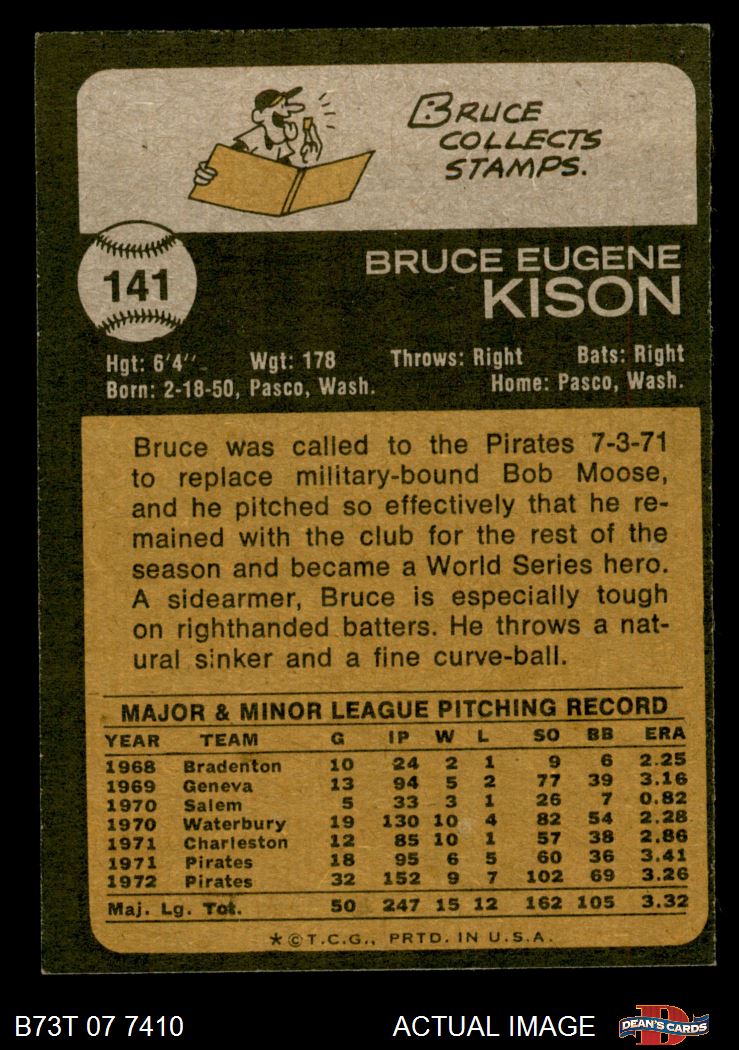 BRUCE
COLLECTS
STAMPS.
141
BRUCE EUGENE
KISON
Hgt: 6'4" Wgt: 178 Throws: Right Bats: Right
Born: 2-18-50, Pasco, Wash. Home: Pasco, Wash.
Bruce was called to the Pirates 7-3-71
to replace military-bound Bob Moose,
and he pitched so effectively that he re-
mained with the club for the rest of the
season and became a World Series hero.
A sidearmer, Bruce is especially tough
on righthanded batters. He throws a nat-
ural sinker and a fine curve-ball.
MAJOR & MINOR LEAGUE PITCHING RECORD
YEAR TEAM G IP W L SO BB ERA
1968 Bradenton 10 24 2 1 9 6 2.25
1969 Geneva 13 94 5 2 77 39 3.16
1970 Salem 5 33 3 1 26 7 0.82
1970 Waterbury 19 130 10 4 82 54 2.28
1971 Charleston 12 85 10 1 57 38 2.86
1971 Pirates 18 95 6 5 60 36 3.41
1972 Pirates 32 152 9 7 102 69 3.26
Maj. Lg. Tot. 50 247 15 12 162 105 3.32
*©T.C.G., PRTD. IN U.S.A.
B73T 07 7410 ACTUAL IMAGE DEAN'S CARDS